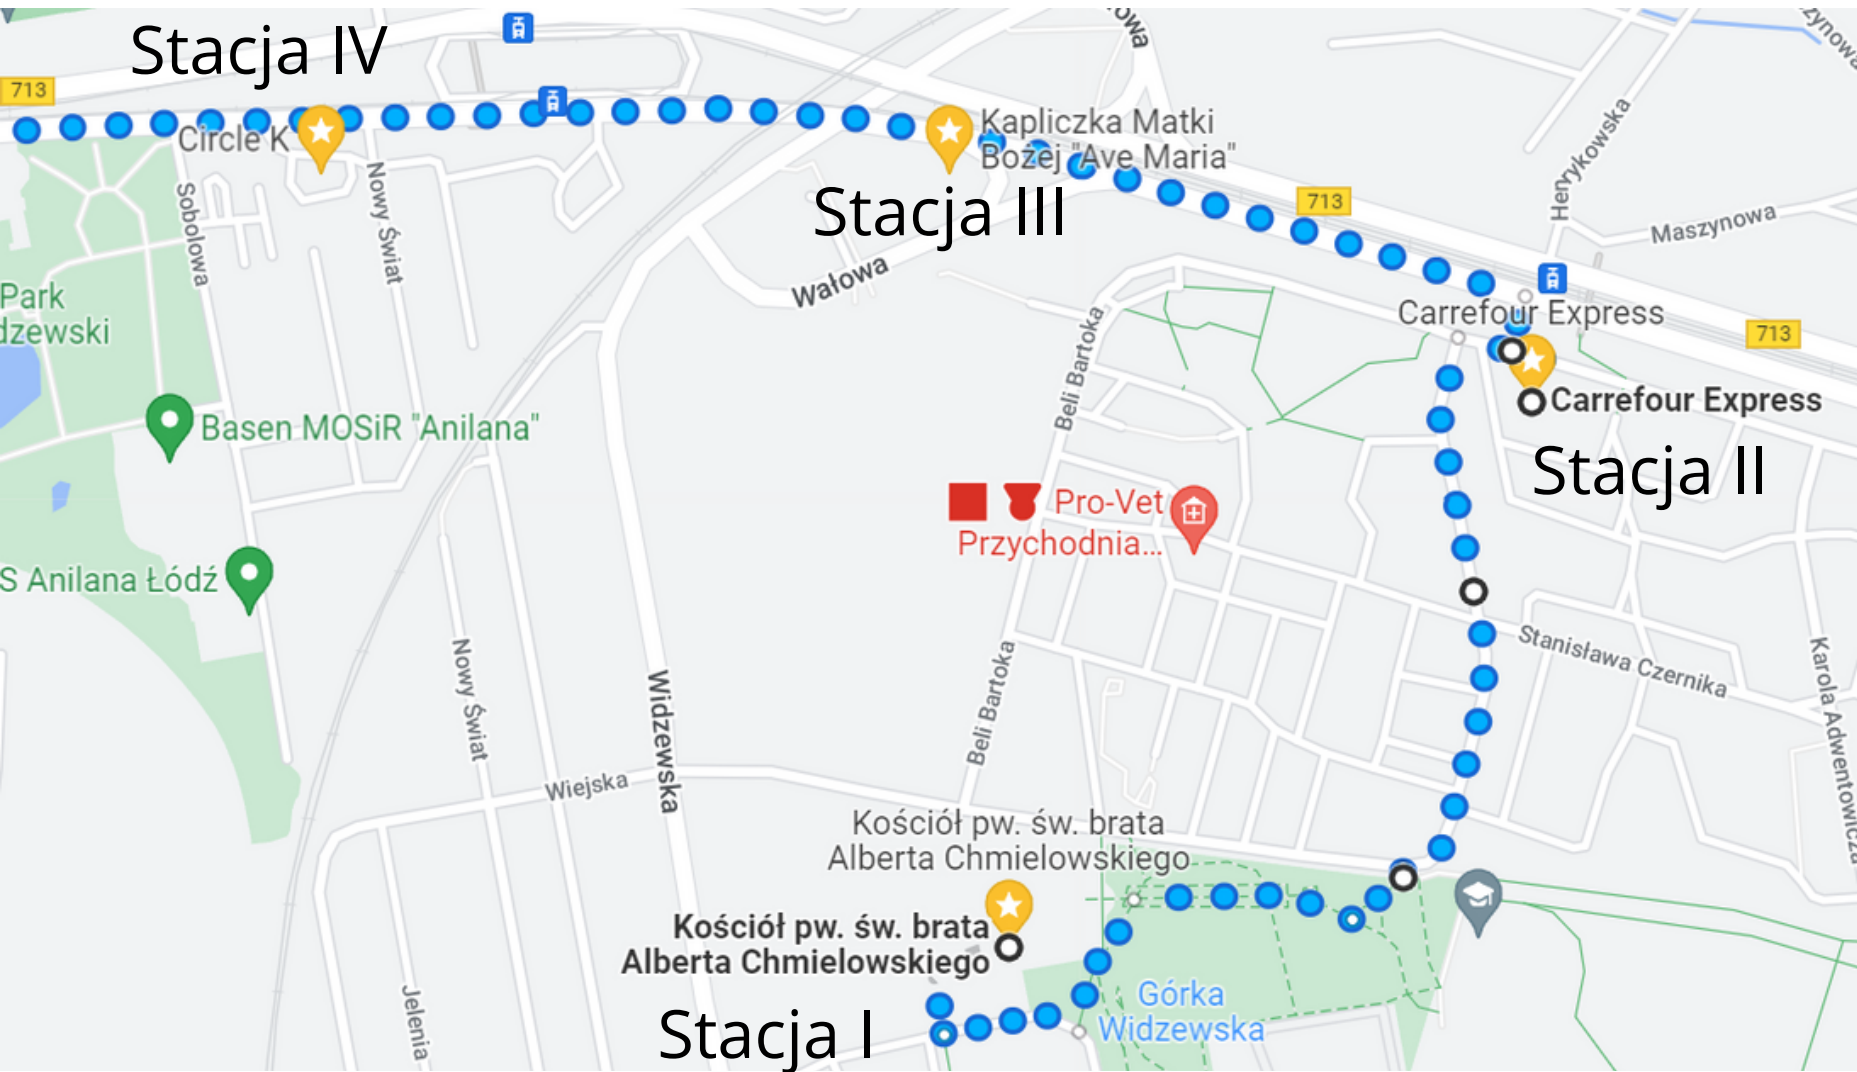 Stacja IV
713
Circle K
Sobolowa
Nowy Świat
Kapliczka Matki
Bożej "Ave Maria"
Stacja III
Wałowa
713
Henrykowska
Maszynowa
713
Carrefour Express
Carrefour Express
Stacja II
Park
dzewski
Basen MOSiR "Anilana"
S Anilana Łódź
Beli Bartoka
Pro-Vet
Przychodnia...
Stanisława Czernika
Karola Adwentowicza
Nowy Świat
Widzewska
Beli Bartoka
Wiejska
Kościół pw. św. brata
Alberta Chmielowskiego
Kościół pw. św. brata
Alberta Chmielowskiego
Stacja I
Jelenia
Górka
Widzewska